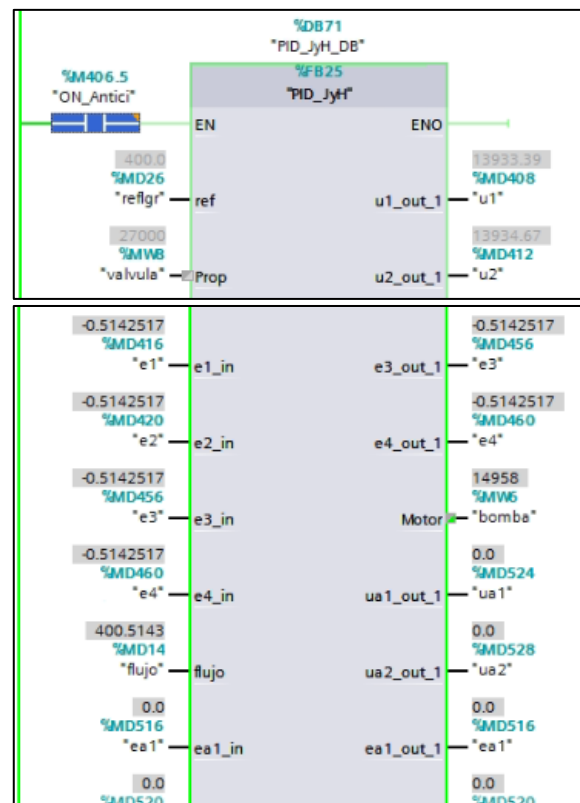 %DB71
"PID_JyH_DB"
%M406.5
"ON_Antici"
%FB25
"PID_JyH"
EN ENO
400.0
%MD26
"reflgr" ref
13933.39
%MD408
u1_out_1 "u1"
27000
%MW8
"valvula" Prop
13934.67
%MD412
u2_out_1 "u2"
-0.5142517
%MD416
"e1" e1_in
-0.5142517
%MD456
e3_out_1 "e3"
-0.5142517
%MD420
"e2" e2_in
-0.5142517
%MD460
e4_out_1 "e4"
-0.5142517
%MD456
"e3" e3_in
14958
%MW6
Motor "bomba"
-0.5142517
%MD460
"e4" e4_in
0.0
%MD524
ua1_out_1 "ua1"
400.5143
%MD14
"flujo" flujo
0.0
%MD528
ua2_out_1 "ua2"
0.0
%MD516
"ea1" ea1_in
0.0
%MD516
ea1_out_1 "ea1"
0.0
%MD520
0.0
%MD520